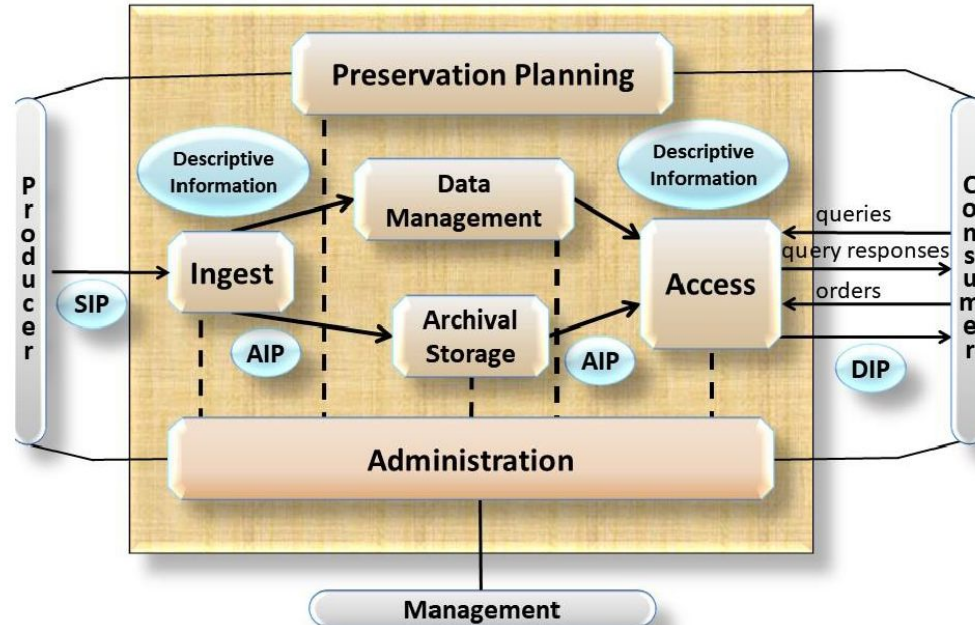 Preservation Planning
Producer
Descriptive
Information
Data
Management
Descriptive
Information
Consumer
queries
query responses
orders
Ingest
Access
SIP
AIP
Archival
Storage
AIP
DIP
Administration
Management